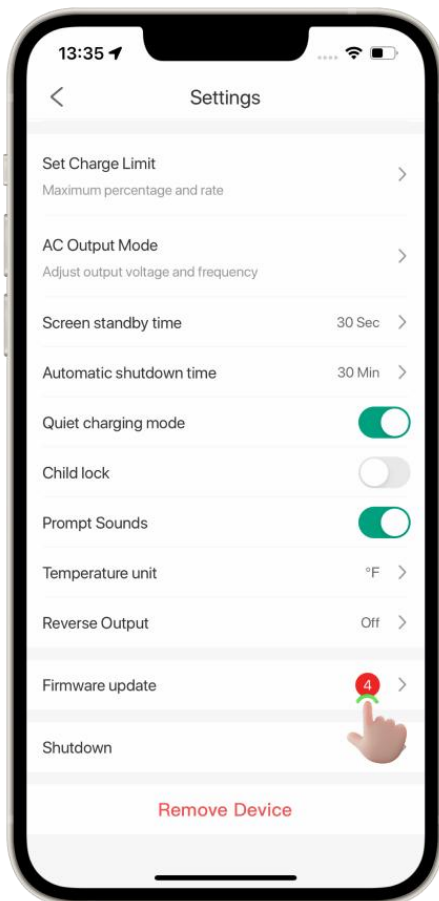 13:35
Settings
Set Charge Limit
Maximum percentage and rate
AC Output Mode
Adjust output voltage and frequency
Screen standby time 30 Sec
Automatic shutdown time 30 Min
Quiet charging mode
Child lock
Prompt Sounds
Temperature unit °F
Reverse Output Off
Firmware update 4
Shutdown
Remove Device